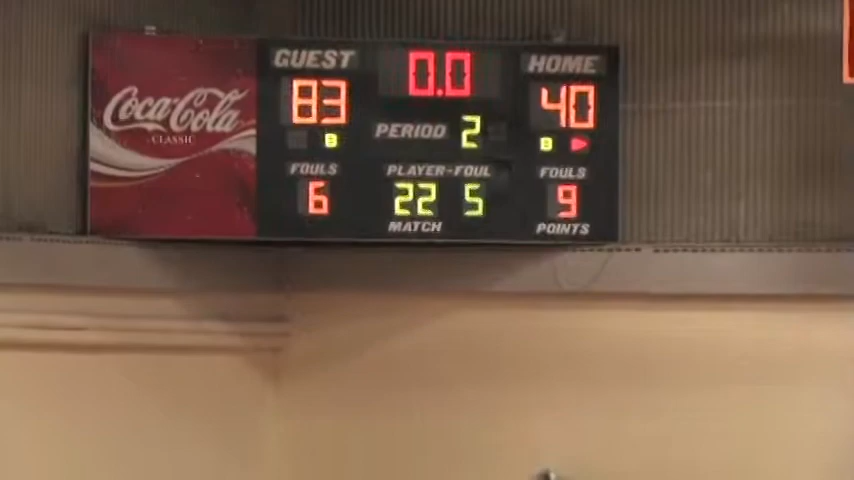 Coca-Cola
CLASSIC
GUEST 0.0 HOME
83 40
B PERIOD 2 B
FOULS PLAYER-FOUL FOULS
6 22 5 9
MATCH POINTS